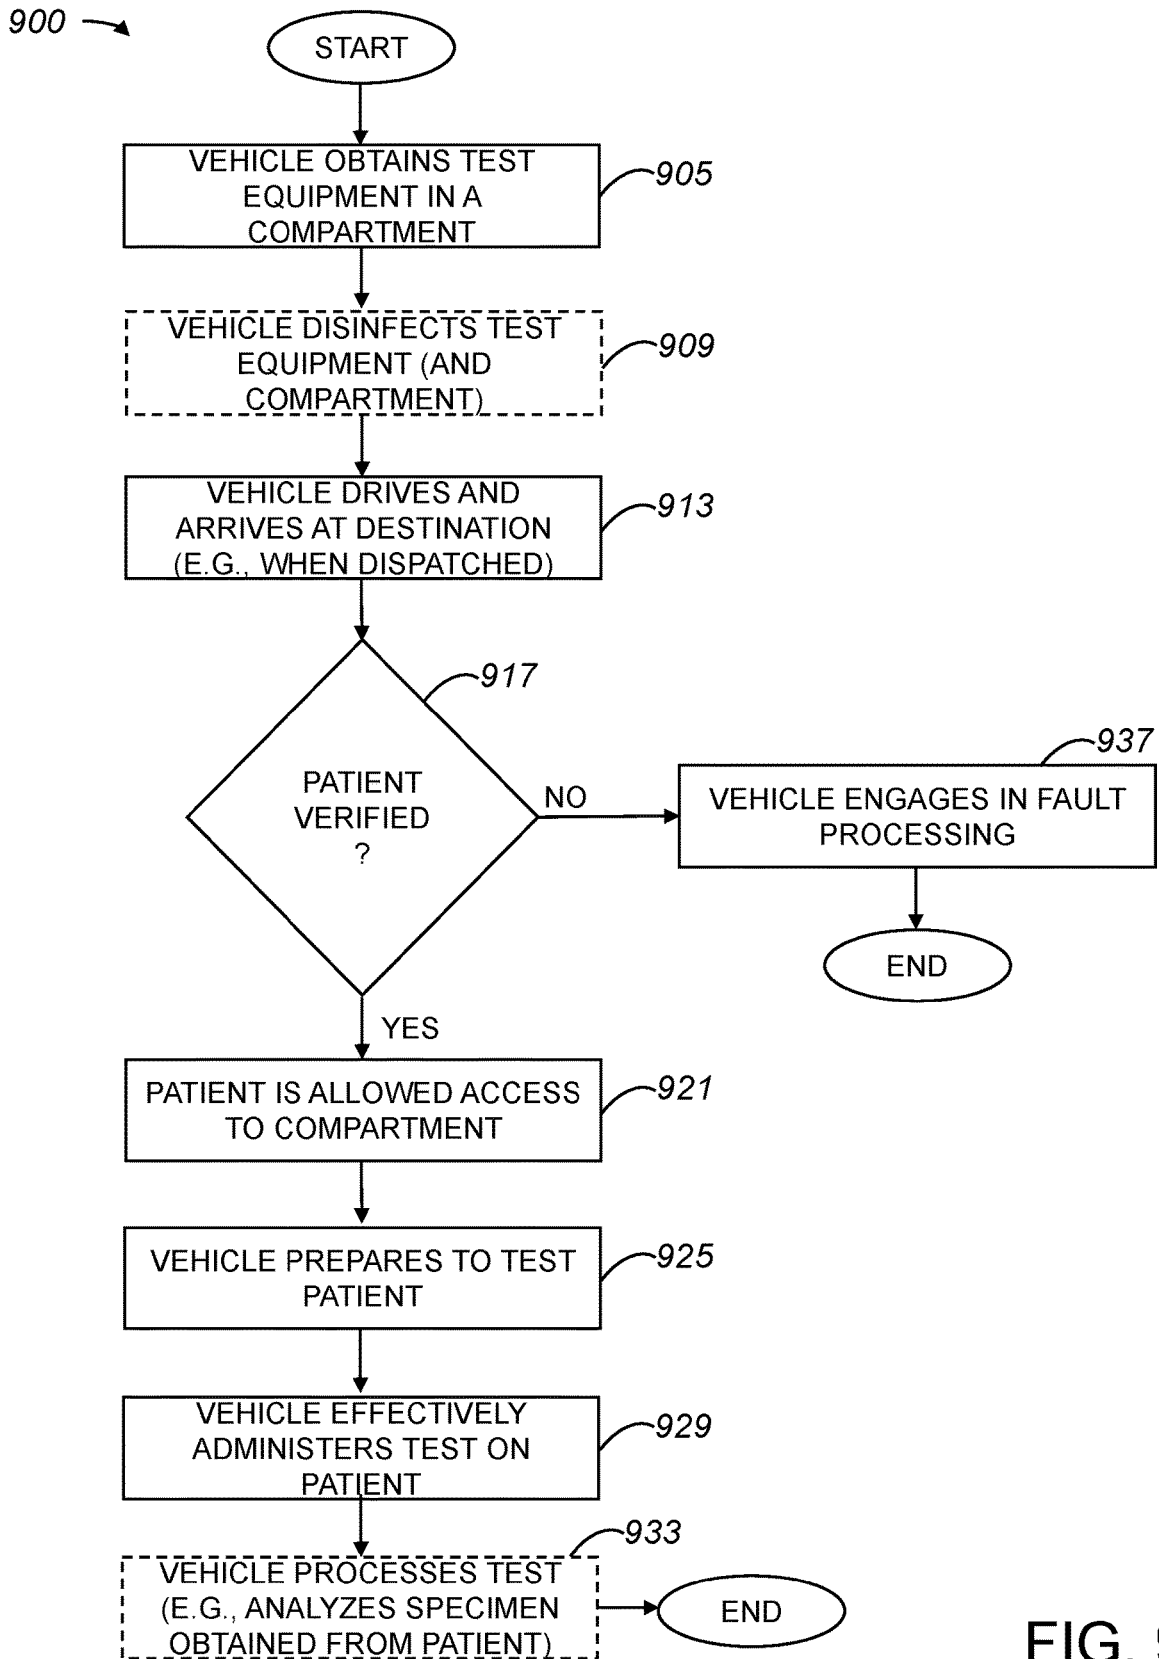 900
START
VEHICLE OBTAINS TEST
EQUIPMENT IN A
COMPARTMENT
905
VEHICLE DISINFECTS TEST
EQUIPMENT (AND
COMPARTMENT)
909
VEHICLE DRIVES AND
ARRIVES AT DESTINATION
(E.G., WHEN DISPATCHED)
913
917
PATIENT
VERIFIED
?
NO
937
VEHICLE ENGAGES IN FAULT
PROCESSING
END
YES
PATIENT IS ALLOWED ACCESS
TO COMPARTMENT
921
VEHICLE PREPARES TO TEST
PATIENT
925
VEHICLE EFFECTIVELY
ADMINISTERS TEST ON
PATIENT
929
933
VEHICLE PROCESSES TEST
(E.G., ANALYZES SPECIMEN
OBTAINED FROM PATIENT)
END
FIG.